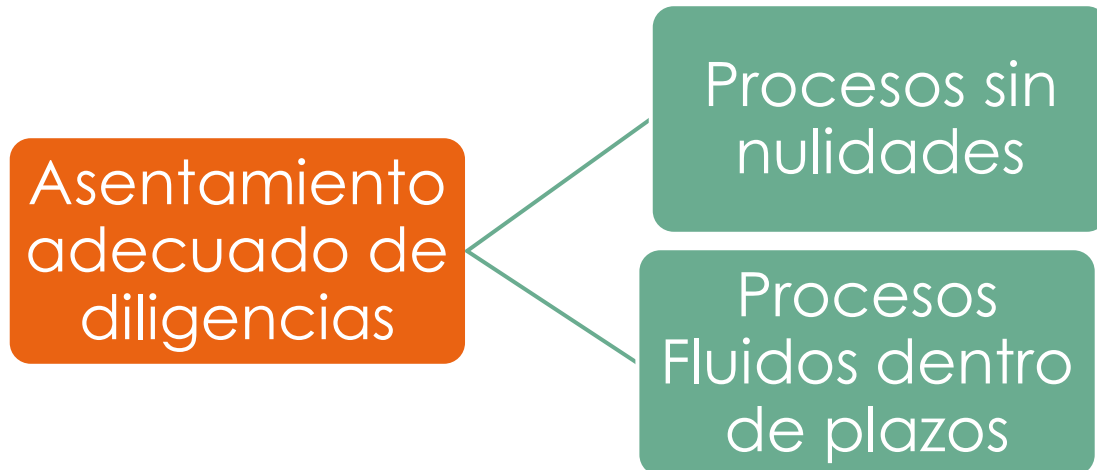 Asentamiento
adecuado de
diligencias
Procesos sin
nulidades
Procesos
Fluidos dentro
de plazos